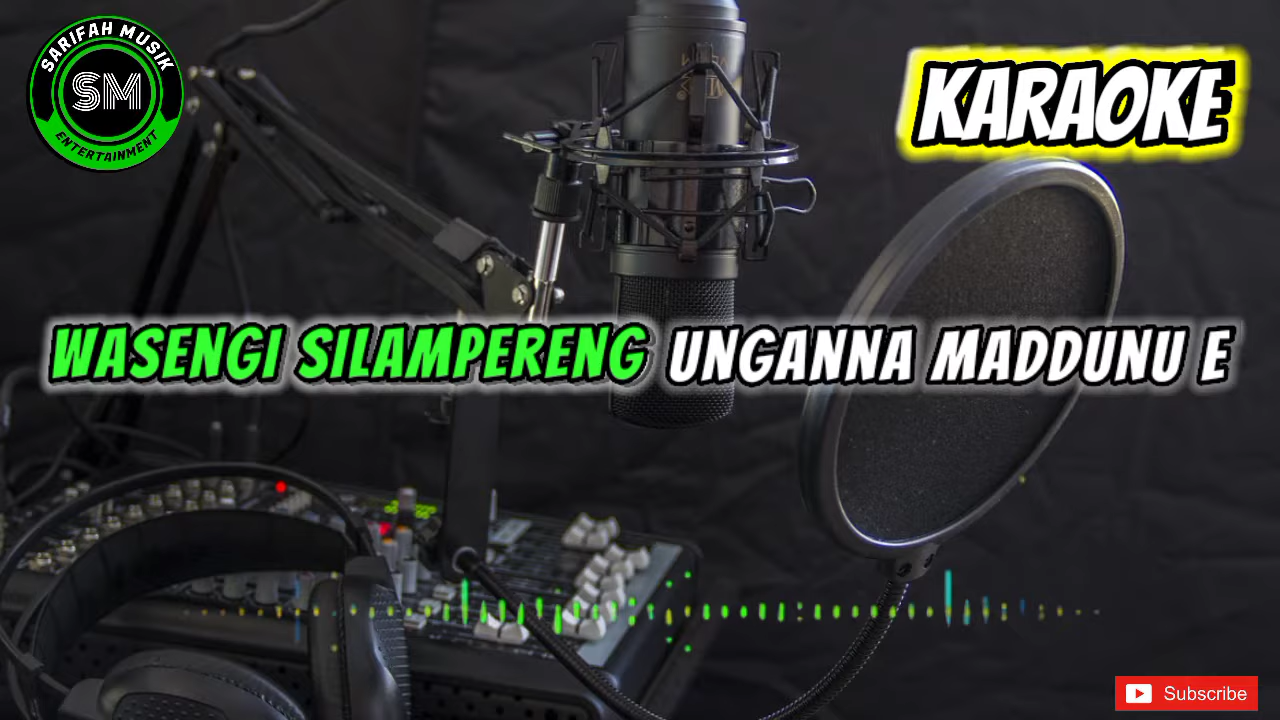 SARIFAH MUSIK
SM
ENTERTAINMENT
KARAOKE
WASENGI SILAMPERENG UNGANNA MADDUNU E
Subscribe